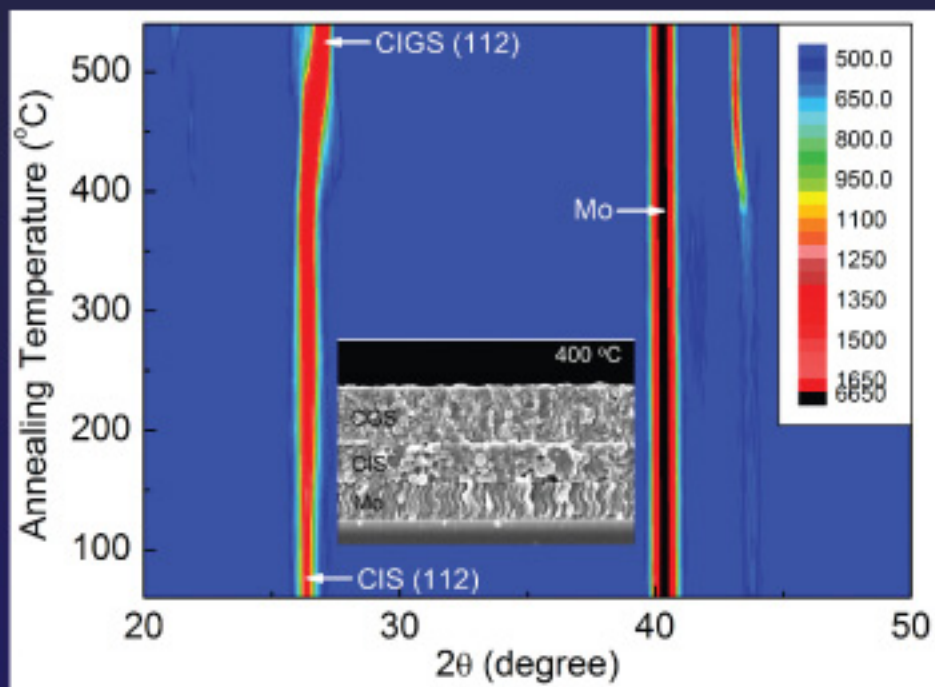 CIGS (112)
500.0
650.0
800.0
950.0
1100
1250
1350
1500
1650
6650
Annealing Temperature (°C)
500
400
300
200
100
Mo
400 °C
CGS
CIS
Mo
CIS (112)
20
30
40
50
2θ (degree)